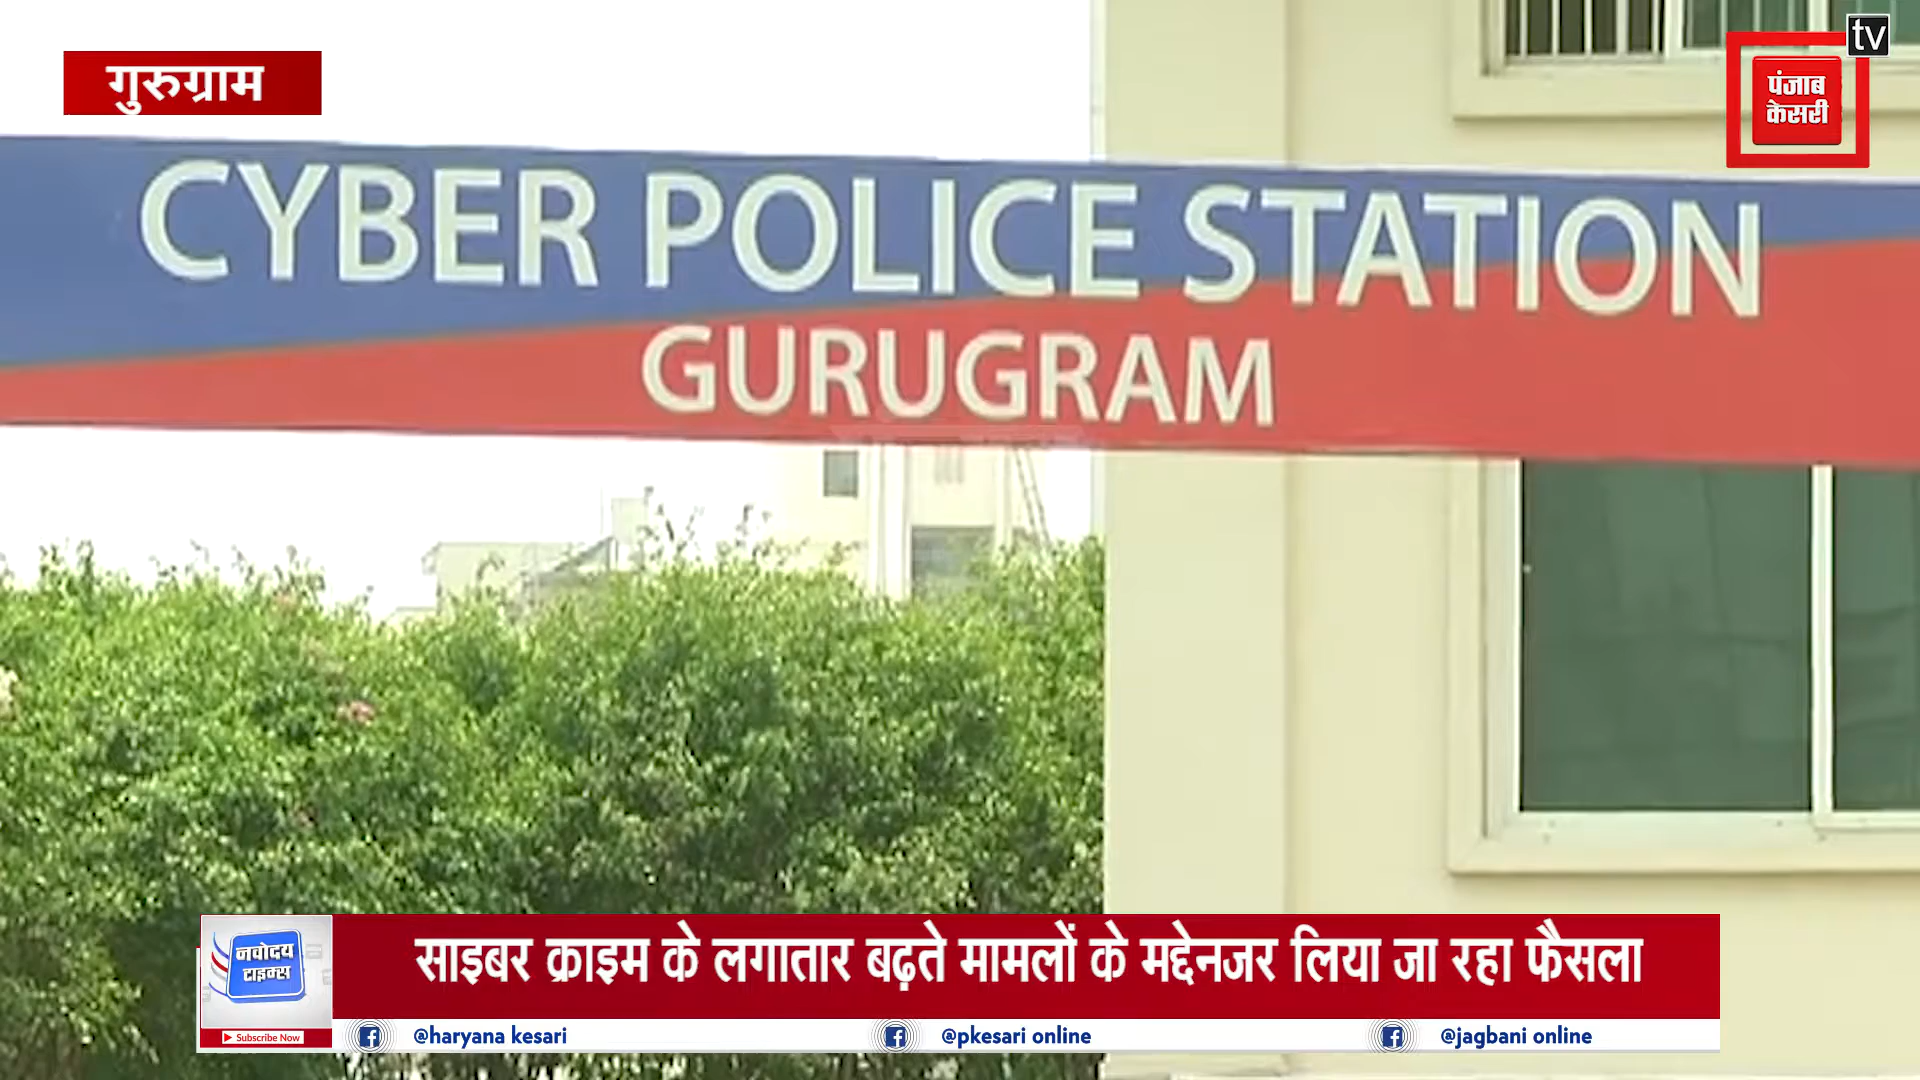 गुरुग्राम
tv
पंजाब
केसरी
CYBER POLICE STATION
GURUGRAM
नवोदय
टाइम्स
Subscribe Now
साइबर क्राइम के लगातार बढ़ते मामलों के मद्देनजर लिया जा रहा फैसला
@haryana kesari
@pkesari online
@jagbani online